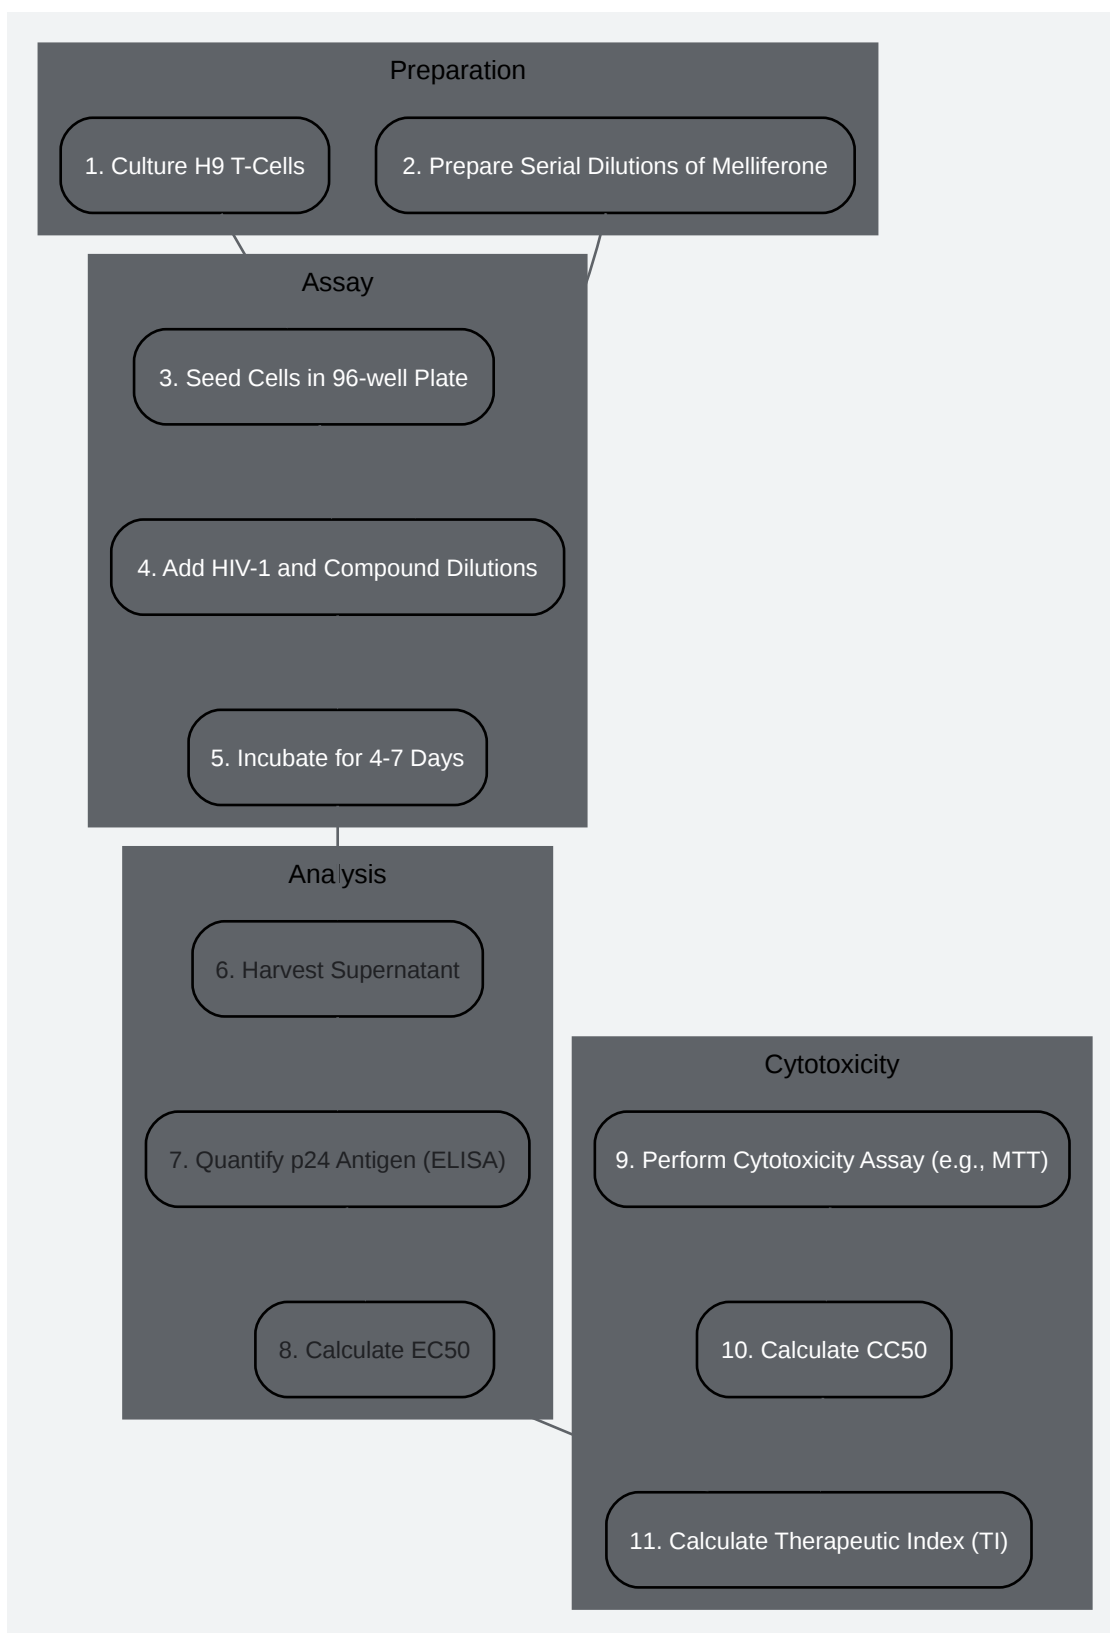 Preparation
1. Culture H9 T-Cells
2. Prepare Serial Dilutions of Melliferone
Assay
3. Seed Cells in 96-well Plate
4. Add HIV-1 and Compound Dilutions
5. Incubate for 4-7 Days
Analysis
6. Harvest Supernatant
7. Quantify p24 Antigen (ELISA)
8. Calculate EC50
Cytotoxicity
9. Perform Cytotoxicity Assay (e.g., MTT)
10. Calculate CC50
11. Calculate Therapeutic Index (TI)